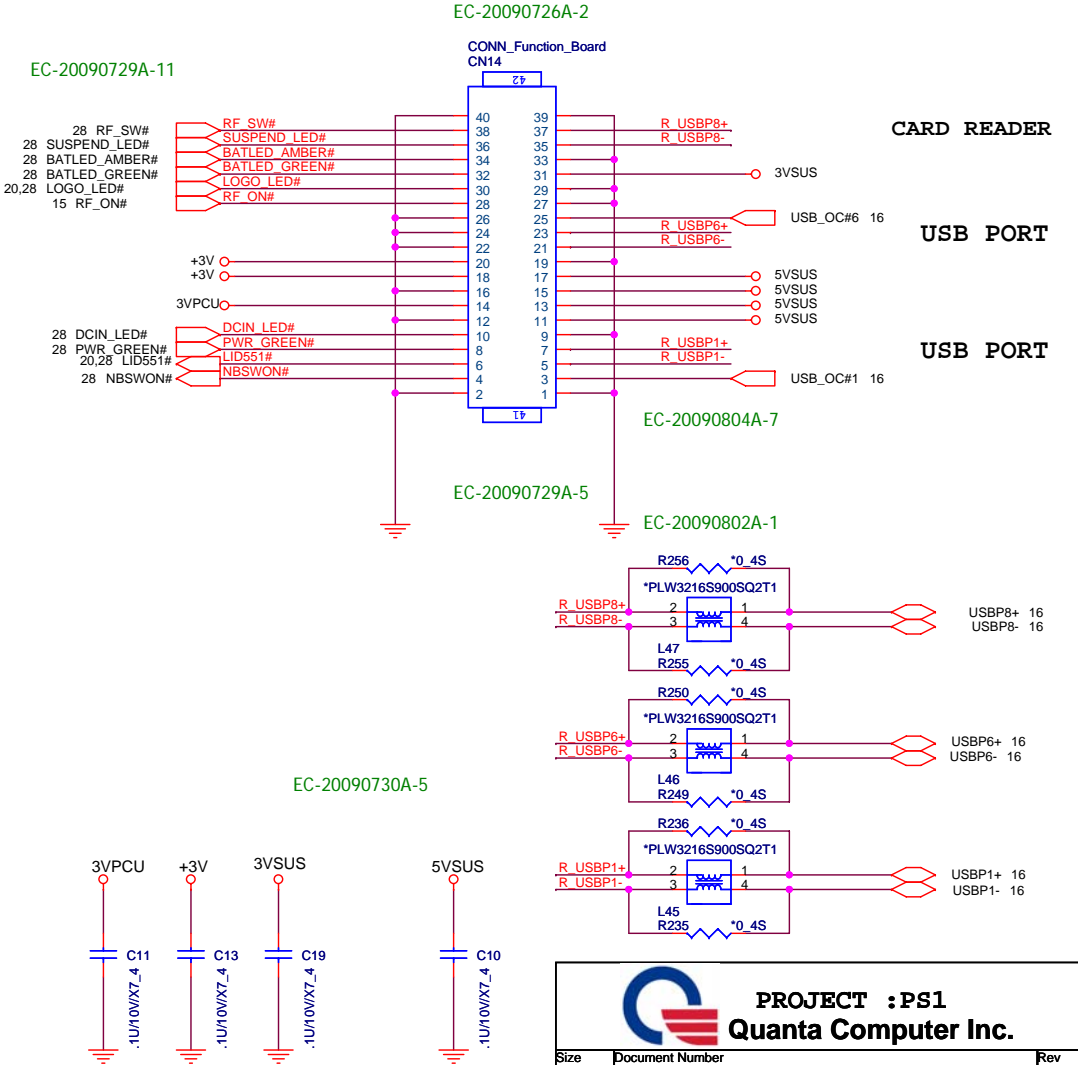 EC-20090726A-2
CONN_Function_Board
CN14
EC-20090729A-11
42
40 39
28 RF_SW# RF_SW# 38 37 R_USBP8+ CARD READER
28 SUSPEND_LED# SUSPEND_LED# 36 35 R_USBP8-
28 BATLED_AMBER# BATLED_AMBER# 34 33
28 BATLED_GREEN# BATLED_GREEN# 32 31 3VSUS
20,28 LOGO_LED# LOGO_LED# 30 29
15 RF_ON# RF_ON# 28 27
26 25 USB_OC#6 16
24 23 R_USBP6+ USB PORT
22 21 R_USBP6-
+3V 20 19
+3V 18 17 5VSUS
16 15 5VSUS
3VPCU 14 13 5VSUS
12 11 5VSUS
28 DCIN_LED# DCIN_LED# 10 9
28 PWR_GREEN# PWR_GREEN# 8 7 R_USBP1+ USB PORT
20,28 LID551# LID551# 6 5 R_USBP1-
28 NBSWON# NBSWON# 4 3 USB_OC#1 16
2 1
41
EC-20090804A-7
EC-20090729A-5
EC-20090802A-1
R256 *0_4S
*PLW3216S900SQ2T1
R_USBP8+ 2 1 USBP8+ 16
R_USBP8- 3 4 USBP8- 16
L47
R255 *0_4S
R250 *0_4S
*PLW3216S900SQ2T1
R_USBP6+ 2 1 USBP6+ 16
R_USBP6- 3 4 USBP6- 16
L46
R249 *0_4S
EC-20090730A-5
R236 *0_4S
*PLW3216S900SQ2T1
R_USBP1+ 2 1 USBP1+ 16
R_USBP1- 3 4 USBP1- 16
L45
R235 *0_4S
3VPCU +3V 3VSUS 5VSUS
C11 C13 C19 C10
.1U/10V/X7_4 .1U/10V/X7_4 .1U/10V/X7_4 .1U/10V/X7_4
PROJECT :PS1
Quanta Computer Inc.
Size Document Number Rev